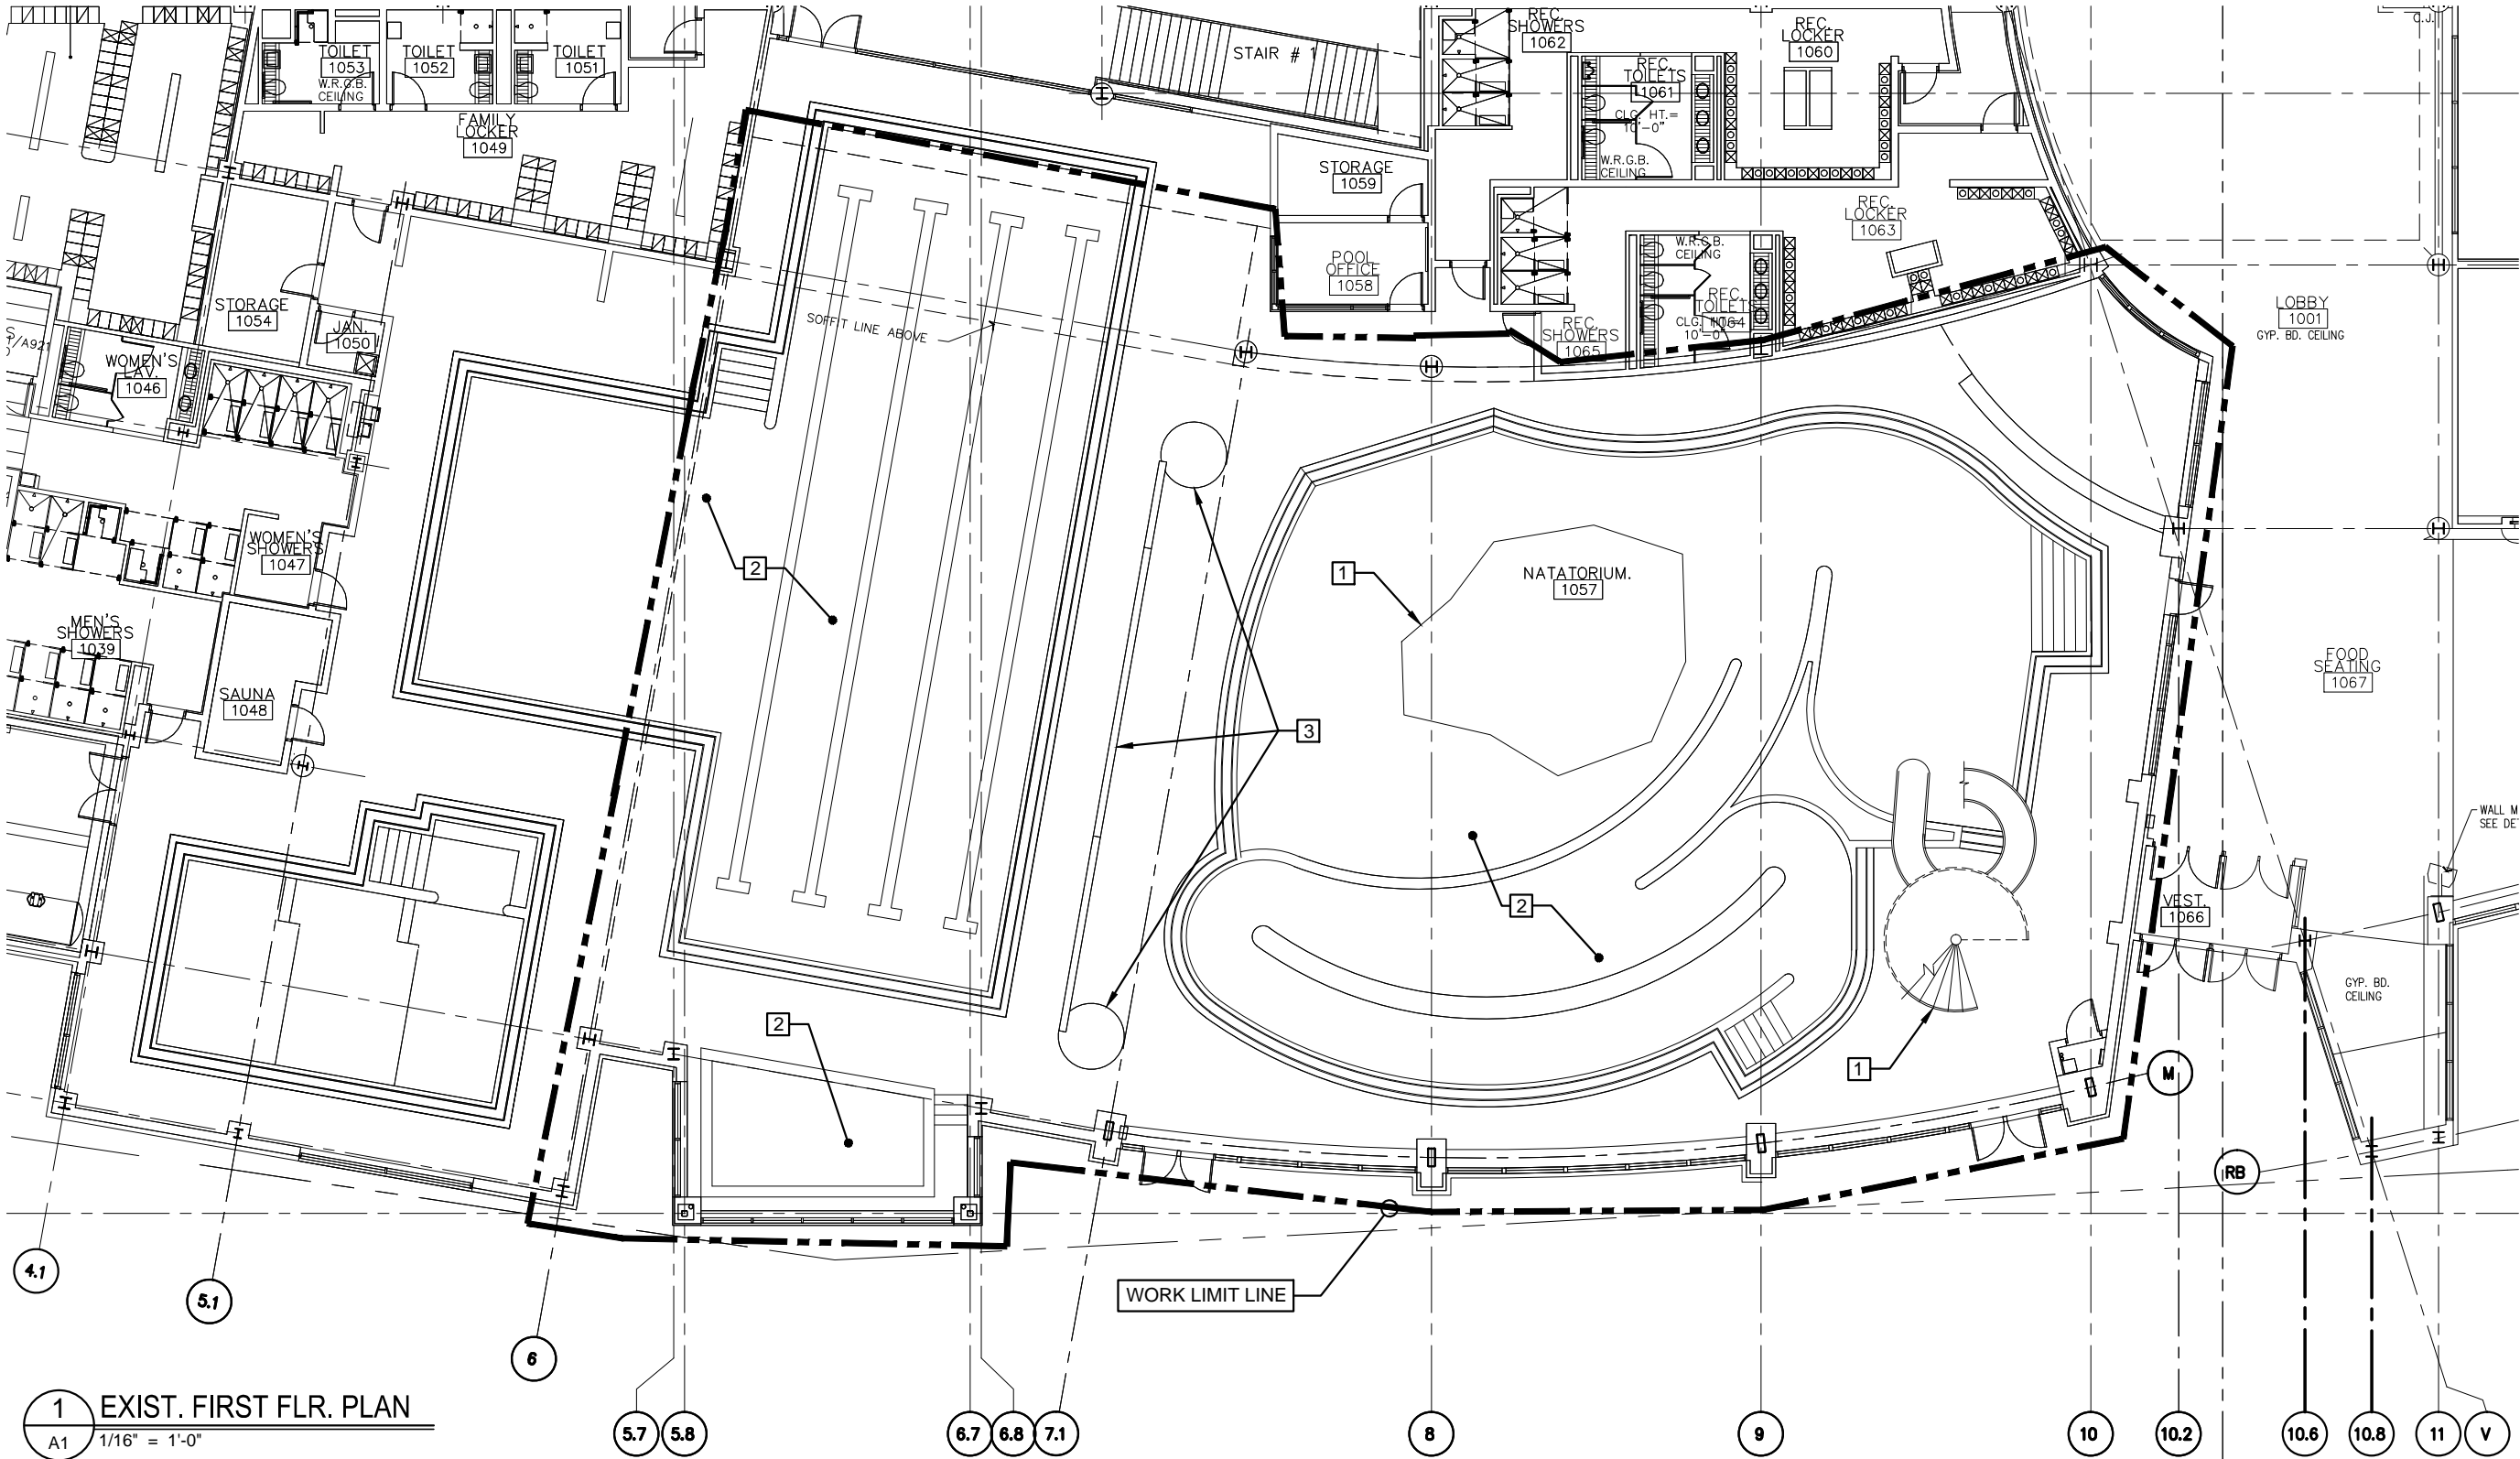 TOILET
1053
W.R.G.B.
CEILING
TOILET
1052
TOILET
1051
STAIR # 1
REC.
SHOWERS
1062
REC.
TOILETS
1061
CLG. HT.=
10'-0"
W.R.G.B.
CEILING
REC.
LOCKER
1060
C.J.
FAMILY
LOCKER
1049
STORAGE
1059
REC.
LOCKER
1063
STORAGE
1054
JAN.
1050
SOFFIT LINE ABOVE
POOL
OFFICE
1058
W.R.G.B.
CEILING
REC.
TOILETS
1064
CLG. HT.=
10'-0"
REC.
SHOWERS
1065
LOBBY
1001
GYP. BD. CEILING
/A921
WOMEN'S
LAV.
1046
WOMEN'S
SHOWERS
1047
2
1
NATATORIUM.
1057
MEN'S
SHOWERS
1039
SAUNA
1048
3
FOOD
SEATING
1067
WALL M
SEE DE
2
VEST.
1066
2
1
GYP. BD.
CEILING
M
RB
WORK LIMIT LINE
4.1
5.1
6
1
A1
EXIST. FIRST FLR. PLAN
1/16" = 1'-0"
5.7
5.8
6.7
6.8
7.1
8
9
10
10.2
10.6
10.8
11
V